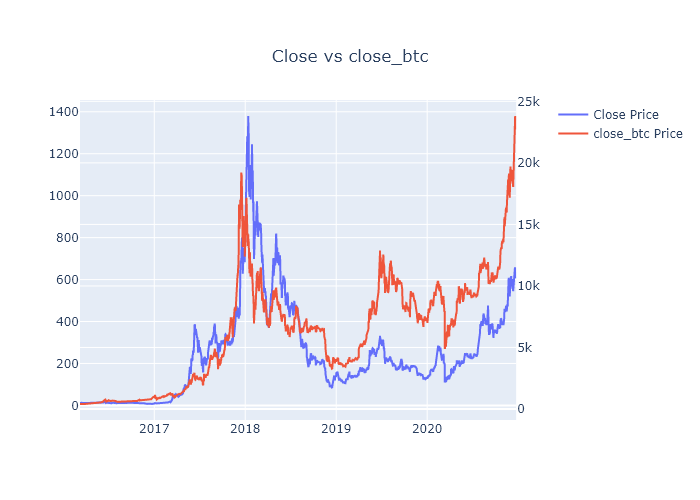 Close vs close_btc
1400
1200
1000
800
600
400
200
0
25k
20k
15k
10k
5k
0
2017
2018
2019
2020
Close Price
close_btc Price